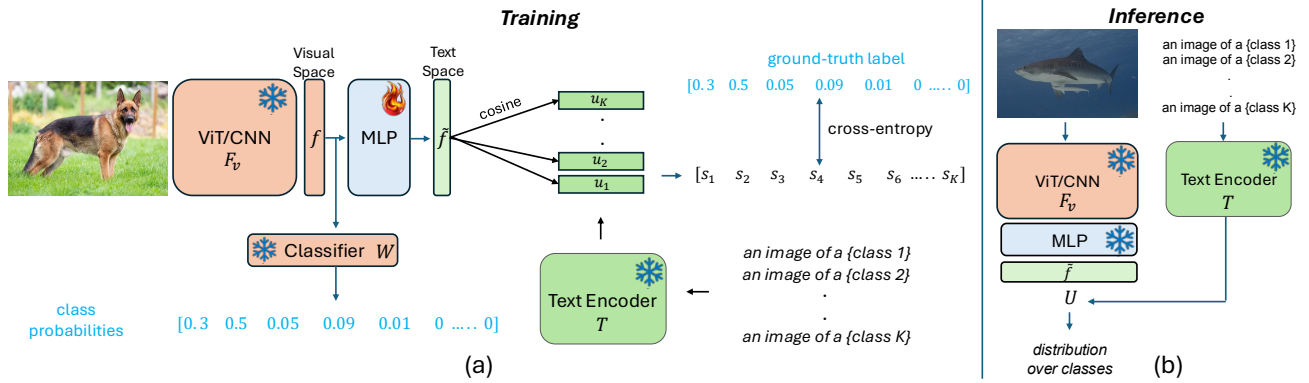 Training
Visual
Space
Text
Space
ViT/CNN
F_v
f
MLP
f̃
cosine
u_K
.
.
u_2
u_1
ground-truth label
[0.3 0.5 0.05 0.09 0.01 0 ..... 0]
cross-entropy
[s_1 s_2 s_3 s_4 s_5 s_6 ..... s_K]
Classifier W
class
probabilities
[0.3 0.5 0.05 0.09 0.01 0 ..... 0]
Text Encoder
T
an image of a {class 1}
an image of a {class 2}
.
.
an image of a {class K}
(a)
Inference
an image of a {class 1}
an image of a {class 2}
.
.
an image of a {class K}
ViT/CNN
F_v
Text Encoder
T
MLP
f̃
U
distribution
over classes
(b)